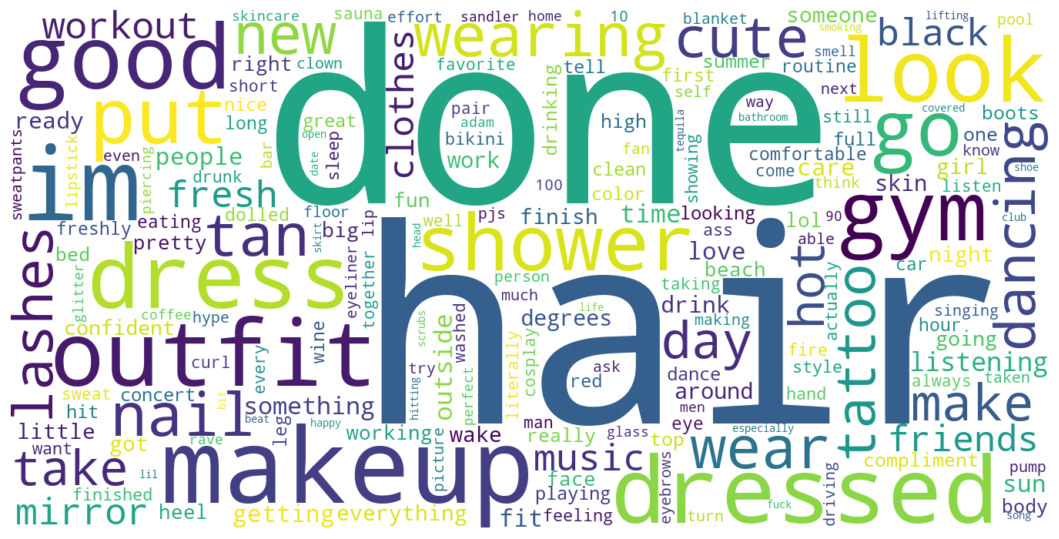 workout
good
put
im
new
done
wearing
cute
look
black
go
hair
skincare
sauna
effort
sandler
home
10
blanket
someone
lifting
pool
smoking
smell
right
clown
short
favorite
clothes
tell
summer
routine
first
self
next
covered
boots
ready
nice
long
great
open
date
sleep
pair
adam
bikini
work
high
drinking
fan
clean
color
tequila
showing
way
bathroom
still
full
comfortable
come
care
think
one
know
girl
listen
skin
shoe
club
dancing
sweatpants
even
lipstick
piercing
people
drunk
bar
fresh
freshly
eating
dolled
floor
fun
100
tan
pretty
skirt
big
lip
well
head
pjs
finish
time
looking
lol
90
ass
able
gym
love
beach
hot
actually
tattoo
car
night
singing
lashes
bed
dress
shower
glitter
confident
coffee
hype
eyeliner
together
person
much
life
taking
drink
making
degrees
day
dance
hour
going
listening
outfit
curl
wine
every
scrubs
try
washed
outside
cosplay
literally
red
ask
around
fire
style
hand
always
taken
make
sweat
concert
nail
bit
something
leg
hitting
perfect
men
man
glass
eye
especially
wear
friends
hit
little
want
got
rave
beat
happy
working
picture
wake
really
top
compliment
take
lil
makeup
music
face
eyebrows
dressed
driving
pump
sun
mirror
finished
heel
getting
everything
fit
playing
feeling
turn
fuck
body
song